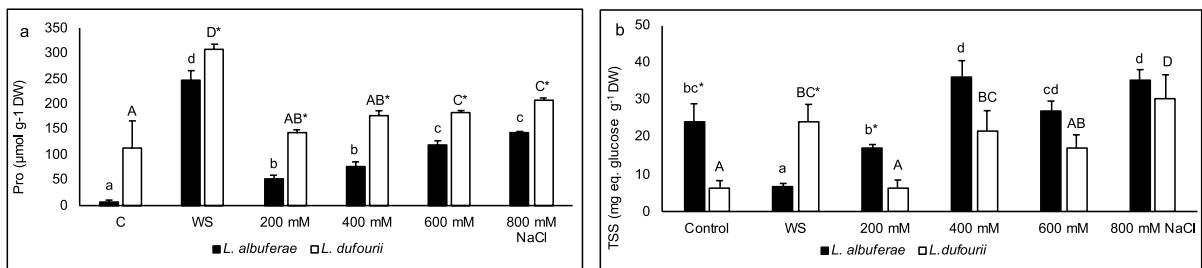 a
Pro (µmol g-1 DW)
350
300
250
200
150
100
50
0
a
A
d
D*
b
AB*
b
AB*
c
C*
c
C*
C
WS
200 mM
400 mM
600 mM
800 mM
NaCl
L. albuferae
L. dufourii
b
TSS (mg eq. glucose g-1 DW)
50
40
30
20
10
0
bc*
A
a
BC*
b*
A
d
BC
cd
AB
d
D
Control
WS
200 mM
400 mM
600 mM
800 mM NaCl
L. albuferae
L.dufourii